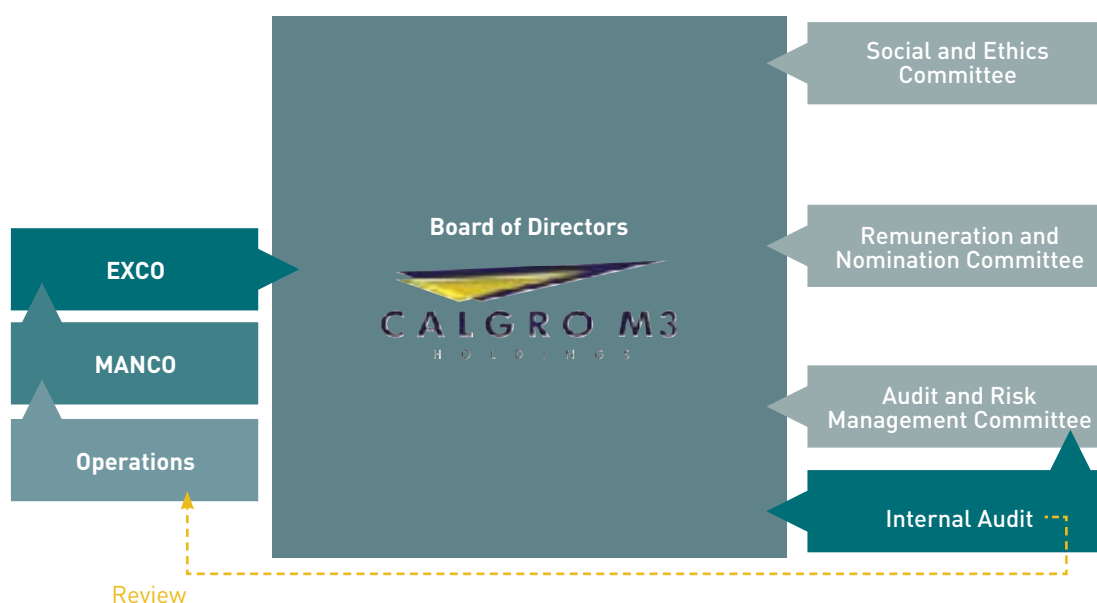 Social and Ethics
Committee
Board of Directors
CALGRO M3
HOLDINGS
Remuneration and
Nomination Committee
EXCO
MANCO
Operations
Audit and Risk
Management Committee
Internal Audit
Review